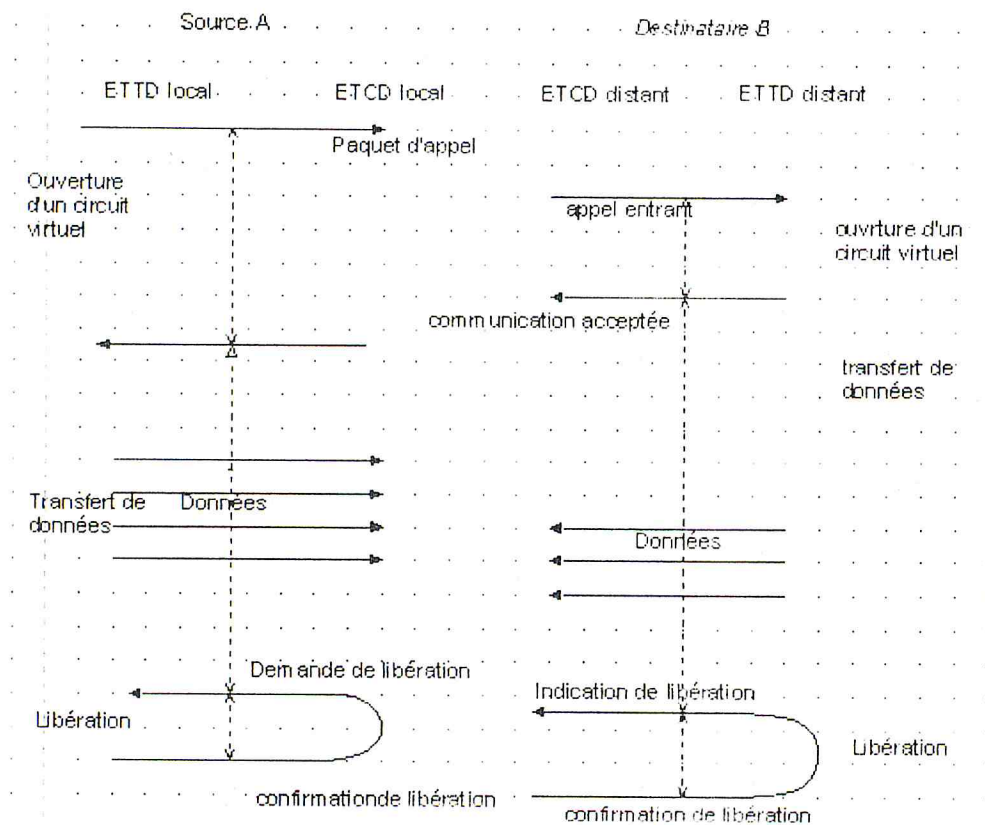 Source A
Destinataire B
ETTD local
ETCD local
ETCD distant
ETTD distant
Paquet d'appel
Ouverture
d'un circuit
virtuel
appel entrant
ouvrture d'un
circuit virtuel
communication acceptée
transfert de
données
Transfert de
données
Données
Données
Demande de libération
Indication de libération
Libération
Libération
confirmationde libération
confirmation de libération